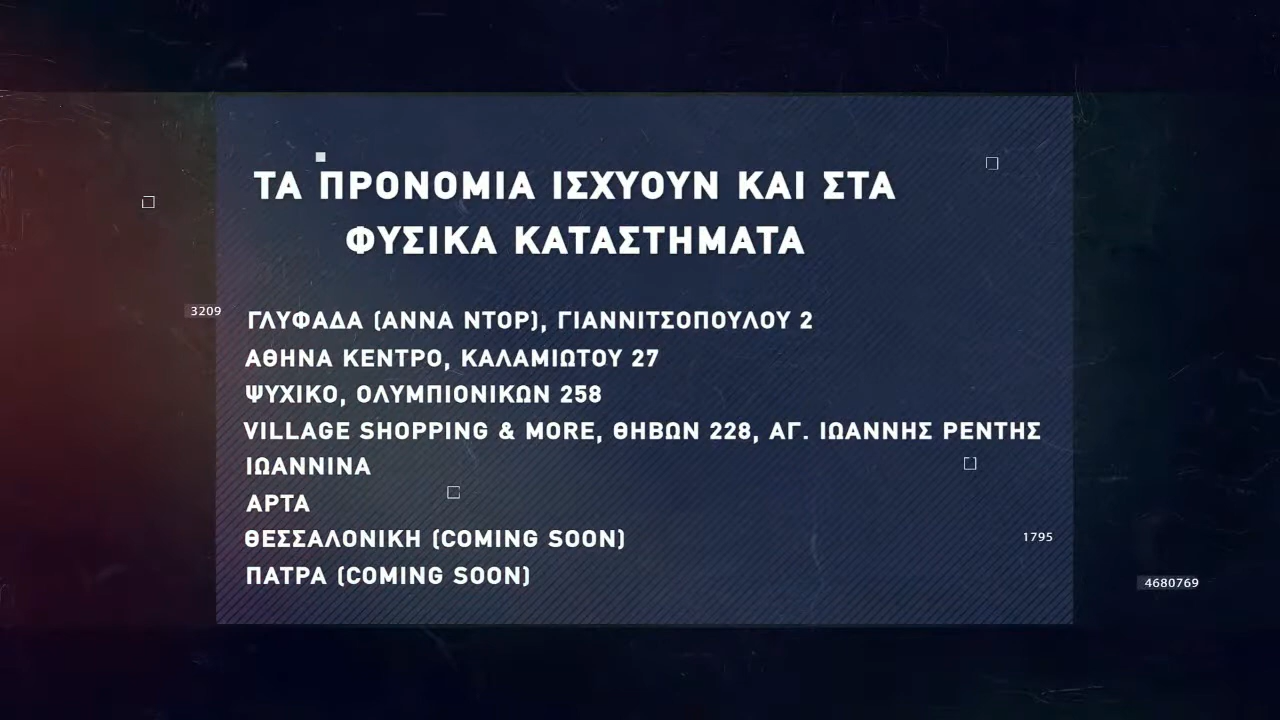 ΤΑ ΠΡΟΝΟΜΙΑ ΙΣΧΥΟΥΝ ΚΑΙ ΣΤΑ
ΦΥΣΙΚΑ ΚΑΤΑΣΤΗΜΑΤΑ
3209
ΓΛΥΦΑΔΑ (ΑΝΝΑ ΝΤΟΡ), ΓΙΑΝΝΙΤΣΟΠΟΥΛΟΥ 2
ΑΘΗΝΑ ΚΕΝΤΡΟ, ΚΑΛΑΜΙΩΤΟΥ 27
ΨΥΧΙΚΟ, ΟΛΥΜΠΙΟΝΙΚΩΝ 258
VILLAGE SHOPPING & MORE, ΘΗΒΩΝ 228, ΑΓ. ΙΩΑΝΝΗΣ ΡΕΝΤΗΣ
ΙΩΑΝΝΙΝΑ
ΑΡΤΑ
ΘΕΣΣΑΛΟΝΙΚΗ (COMING SOON)
1795
ΠΑΤΡΑ (COMING SOON)
4680769